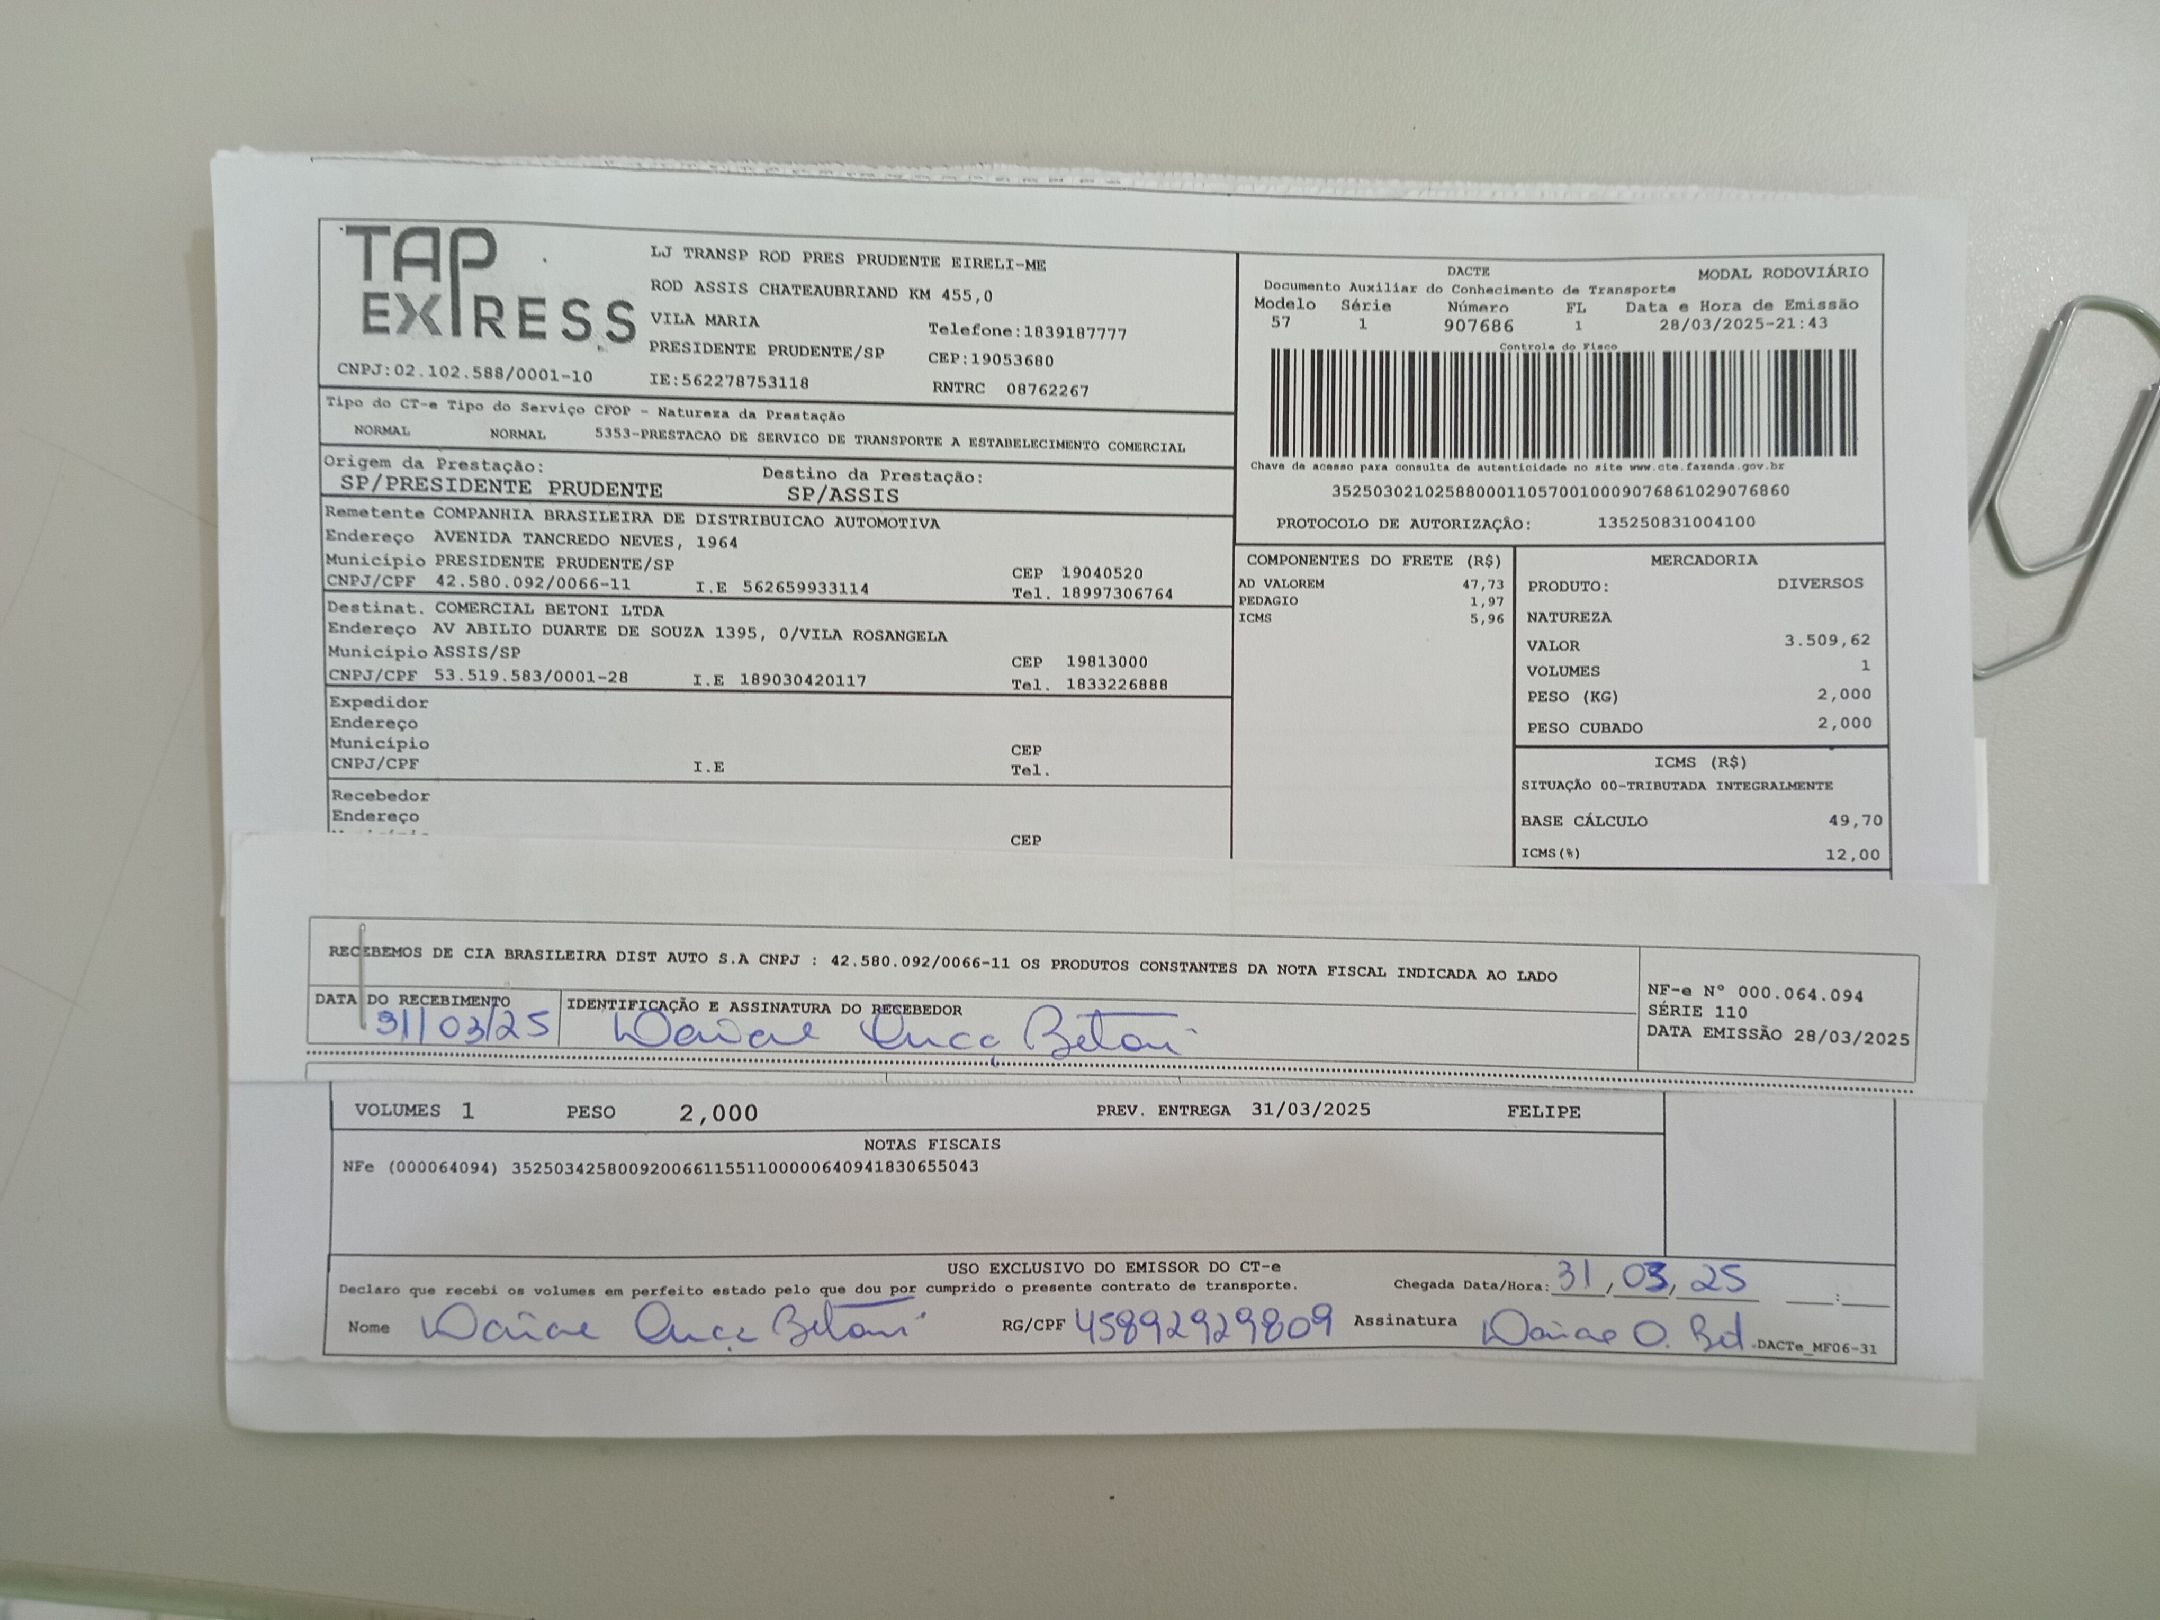 TAP EXPRESS
LJ TRANSP ROD PRES PRUDENTE EIRELI-ME
ROD ASSIS CHATEAUBRIAND KM 455,0
VILA MARIA Telefone:1839187777
PRESIDENTE PRUDENTE/SP CEP:19053680
CNPJ:02.102.588/0001-10 IE:562278753118 RNTRC 08762267
DACTE MODAL RODOVIÁRIO
Documento Auxiliar do Conhecimento de Transporte
Modelo Série Número FL Data e Hora de Emissão
57 1 907686 1 28/03/2025-21:43
Controle do Fisco
Chave de acesso para consulta de autenticidade no site www.cte.fazenda.gov.br
35250302102588000110570010009076861029076860
PROTOCOLO DE AUTORIZAÇÃO: 135250831004100
Tipo do CT-e Tipo do Serviço CFOP - Natureza da Prestação
NORMAL NORMAL 5353-PRESTACAO DE SERVICO DE TRANSPORTE A ESTABELECIMENTO COMERCIAL
Origem da Prestação: Destino da Prestação:
SP/PRESIDENTE PRUDENTE SP/ASSIS
Remetente COMPANHIA BRASILEIRA DE DISTRIBUICAO AUTOMOTIVA
Endereço AVENIDA TANCREDO NEVES, 1964
Município PRESIDENTE PRUDENTE/SP CEP 19040520
CNPJ/CPF 42.580.092/0066-11 I.E 562659933114 Tel. 18997306764
Destinat. COMERCIAL BETONI LTDA
Endereço AV ABILIO DUARTE DE SOUZA 1395, 0/VILA ROSANGELA
Município ASSIS/SP CEP 19813000
CNPJ/CPF 53.519.583/0001-28 I.E 189030420117 Tel. 1833226888
Expedidor
Endereço
Município CEP
CNPJ/CPF I.E Tel.
Recebedor
Endereço
CEP
COMPONENTES DO FRETE (R$)
AD VALOREM 47,73
PEDAGIO 1,97
ICMS 5,96
MERCADORIA
PRODUTO: DIVERSOS
NATUREZA
VALOR 3.509,62
VOLUMES 1
PESO (KG) 2,000
PESO CUBADO 2,000
ICMS (R$)
SITUAÇÃO 00-TRIBUTADA INTEGRALMENTE
BASE CÁLCULO 49,70
ICMS(%) 12,00
RECEBEMOS DE CIA BRASILEIRA DIST AUTO S.A CNPJ : 42.580.092/0066-11 OS PRODUTOS CONSTANTES DA NOTA FISCAL INDICADA AO LADO
DATA DO RECEBIMENTO IDENTIFICAÇÃO E ASSINATURA DO RECEBEDOR
31/03/25 Betoni
NF-e N° 000.064.094
SÉRIE 110
DATA EMISSÃO 28/03/2025
VOLUMES 1 PESO 2,000 PREV. ENTREGA 31/03/2025 FELIPE
NOTAS FISCAIS
NFe (000064094) 35250342580092006611551100000640941830655043
USO EXCLUSIVO DO EMISSOR DO CT-e
Declaro que recebi os volumes em perfeito estado pelo que dou por cumprido o presente contrato de transporte. Chegada Data/Hora: 31/03/25 __:__
Nome Betoni RG/CPF 45892929809 Assinatura DACTe_MF06-31